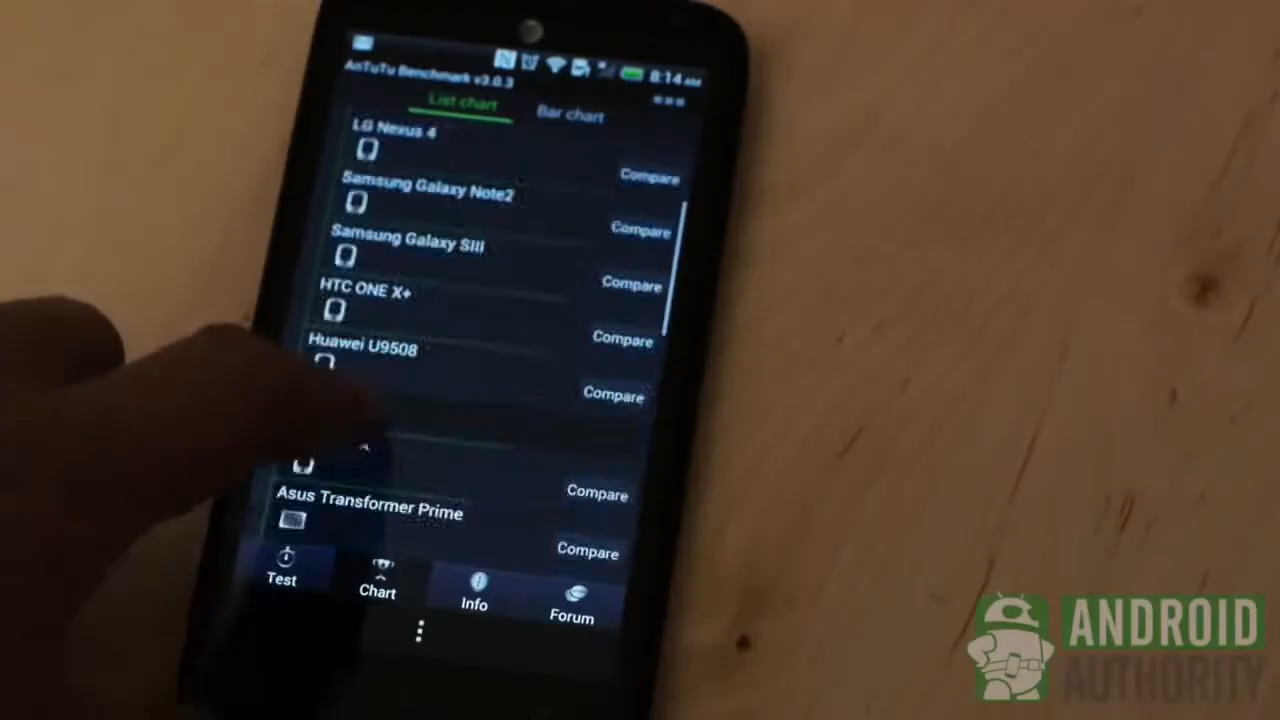 8:14 AM
AnTuTu Benchmark v3.0.3
List chart
Bar chart
LG Nexus 4
Compare
Samsung Galaxy Note2
Compare
Samsung Galaxy SIII
Compare
HTC ONE X+
Compare
Huawei U9508
Compare
Compare
Asus Transformer Prime
Compare
Test
Chart
Info
Forum
ANDROID
AUTHORITY